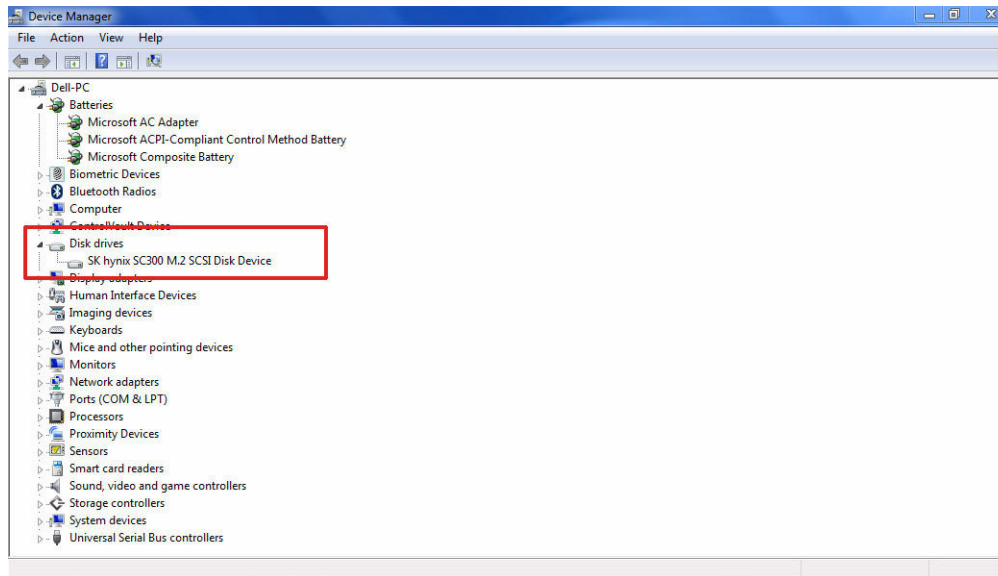 Device Manager
File Action View Help
Dell-PC
Batteries
Microsoft AC Adapter
Microsoft ACPI-Compliant Control Method Battery
Microsoft Composite Battery
Biometric Devices
Bluetooth Radios
Computer
ControlVault Device
Disk drives
SK hynix SC300 M.2 SCSI Disk Device
Display adapters
Human Interface Devices
Imaging devices
Keyboards
Mice and other pointing devices
Monitors
Network adapters
Ports (COM & LPT)
Processors
Proximity Devices
Sensors
Smart card readers
Sound, video and game controllers
Storage controllers
System devices
Universal Serial Bus controllers